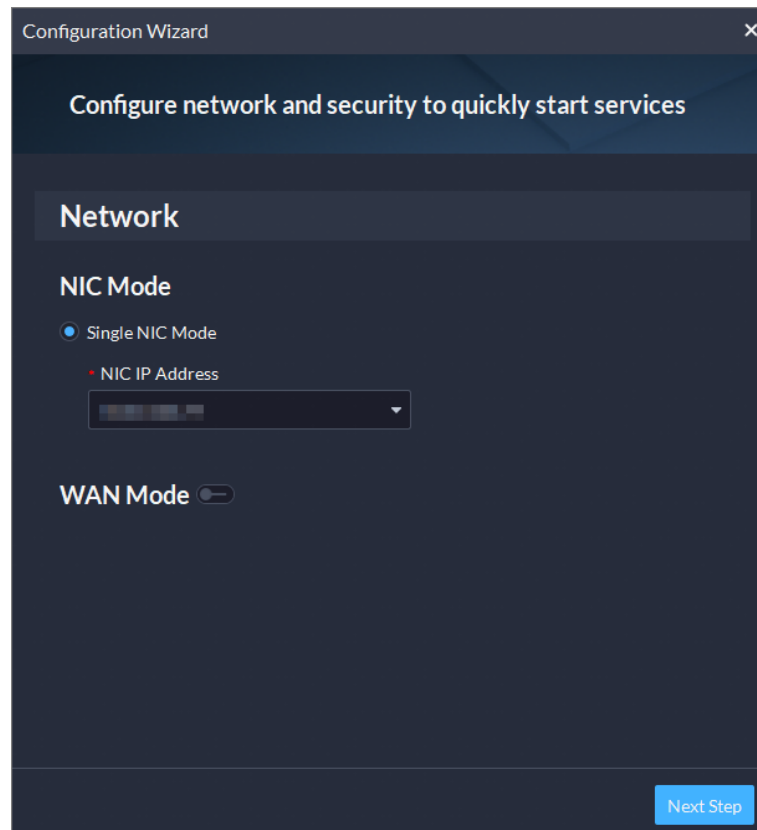 Configuration Wizard
Configure network and security to quickly start services
Network
NIC Mode
Single NIC Mode
* NIC IP Address
WAN Mode
Next Step